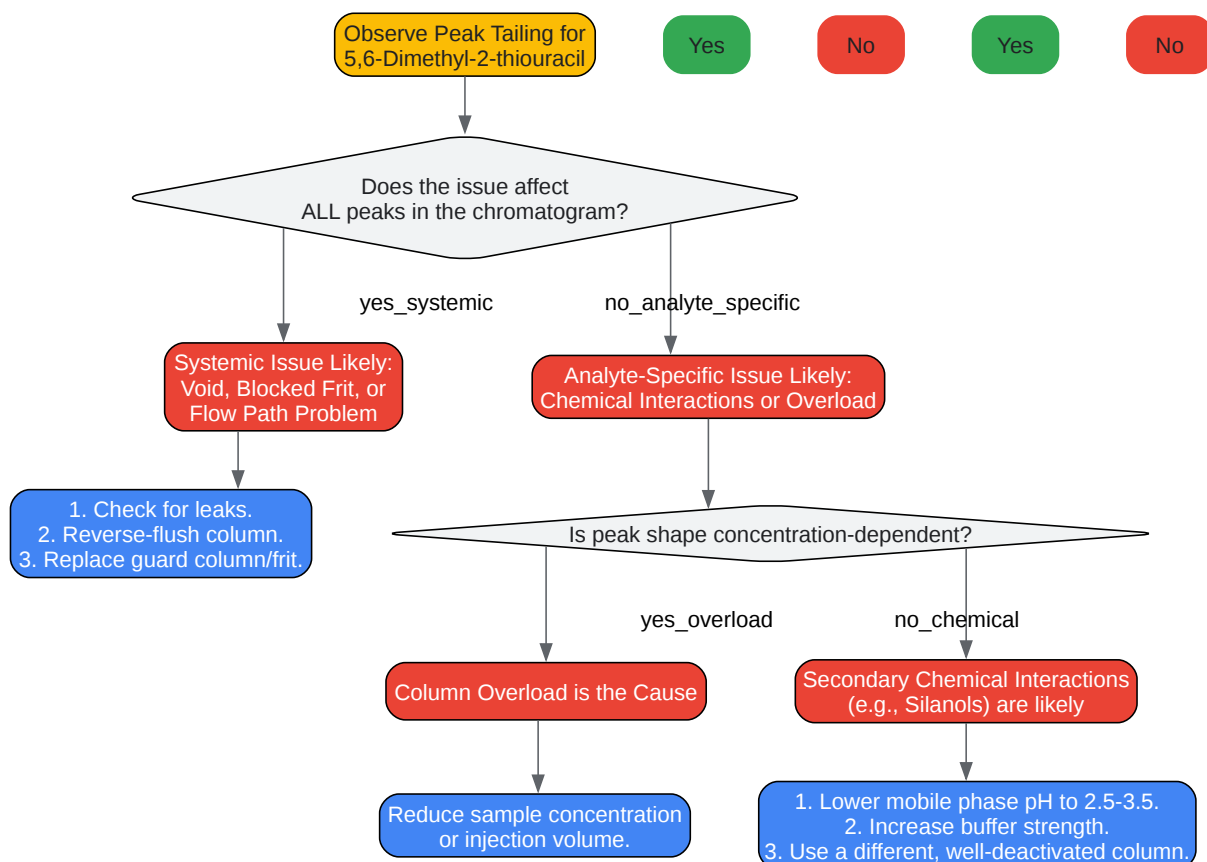 Observe Peak Tailing for
5,6-Dimethyl-2-thiouracil
Yes
No
Yes
No
Does the issue affect
ALL peaks in the chromatogram?
yes_systemic
no_analyte_specific
Systemic Issue Likely:
Void, Blocked Frit, or
Flow Path Problem
Analyte-Specific Issue Likely:
Chemical Interactions or Overload
1. Check for leaks.
2. Reverse-flush column.
3. Replace guard column/frit.
Is peak shape concentration-dependent?
yes_overload
no_chemical
Column Overload is the Cause
Secondary Chemical Interactions
(e.g., Silanols) are likely
Reduce sample concentration
or injection volume.
1. Lower mobile phase pH to 2.5-3.5.
2. Increase buffer strength.
3. Use a different, well-deactivated column.